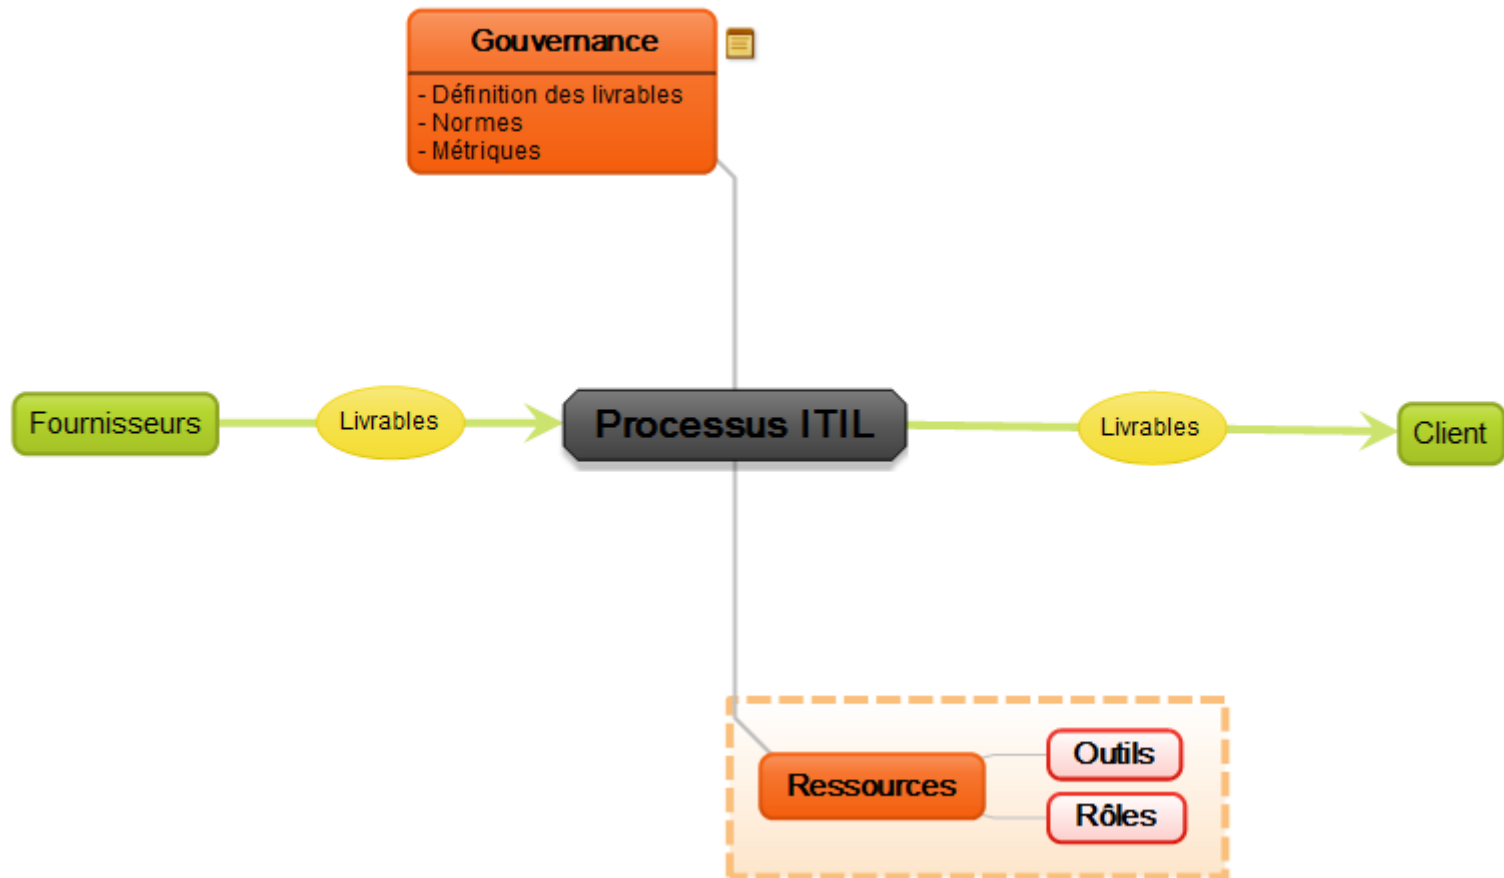 Gouvernance
- Définition des livrables
- Normes
- Métriques
Fournisseurs
Livrables
Processus ITIL
Livrables
Client
Ressources
Outils
Rôles